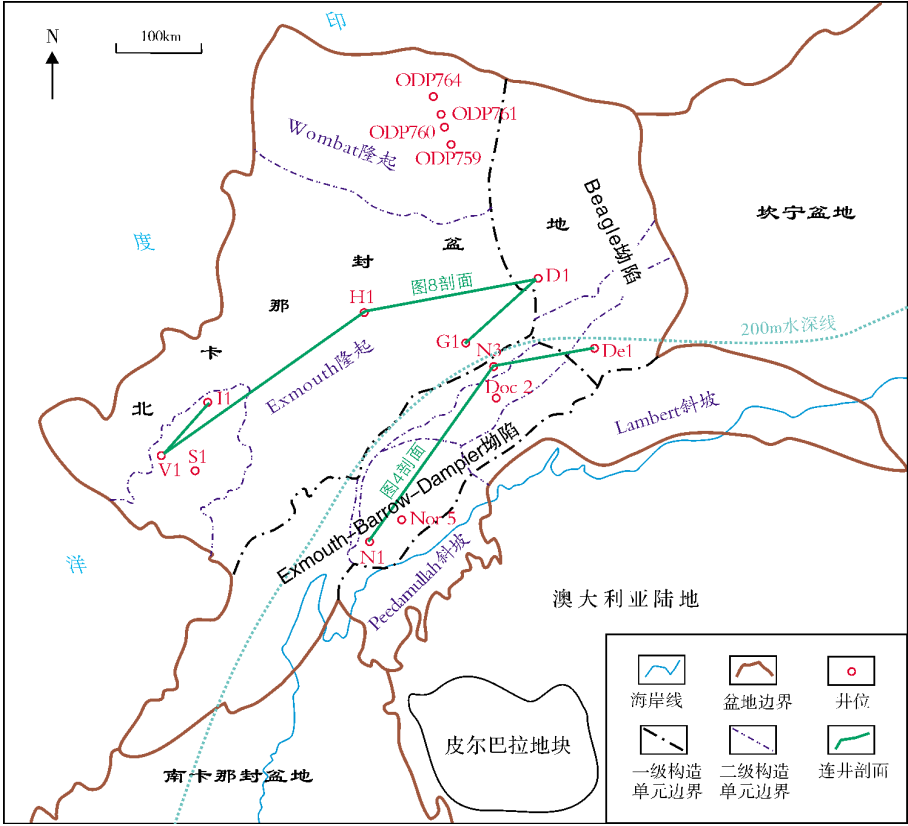 印
度
洋
N
100km
ODP764
ODP761
ODP760
ODP759
Wombat隆起
Beagle坳陷
坎宁盆地
北
卡
那
封
盆
地
图8剖面
D1
H1
G1
N3
De1
200m水深线
Doc 2
Exmouth隆起
Lambert斜坡
I1
V1
S1
图4剖面
Exmouth-Barrow-Dampier坳陷
Nor 5
N1
Peedamullah斜坡
澳大利亚陆地
皮尔巴拉地块
南卡那封盆地
海岸线
盆地边界
井位
一级构造
单元边界
二级构造
单元边界
连井剖面